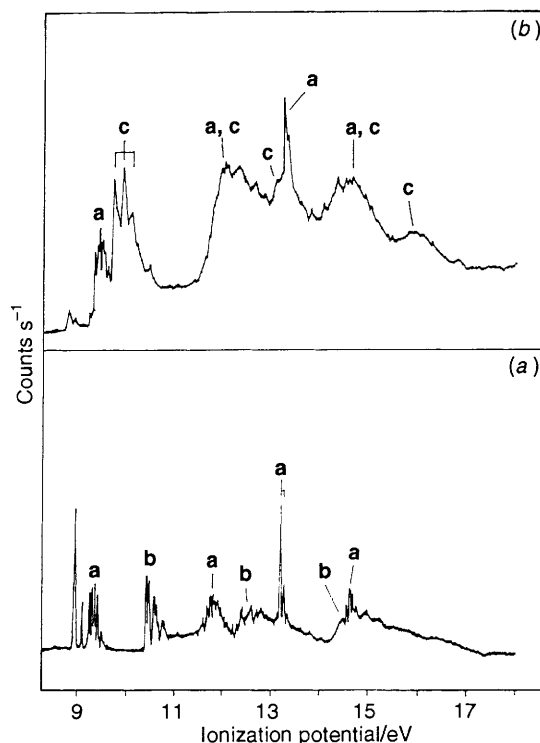 (b)
a
c
a, c
a, c
c
c
a
Counts s⁻¹
(a)
a
a
b
a
b
b
a
9 11 13 15 17
Ionization potential/eV